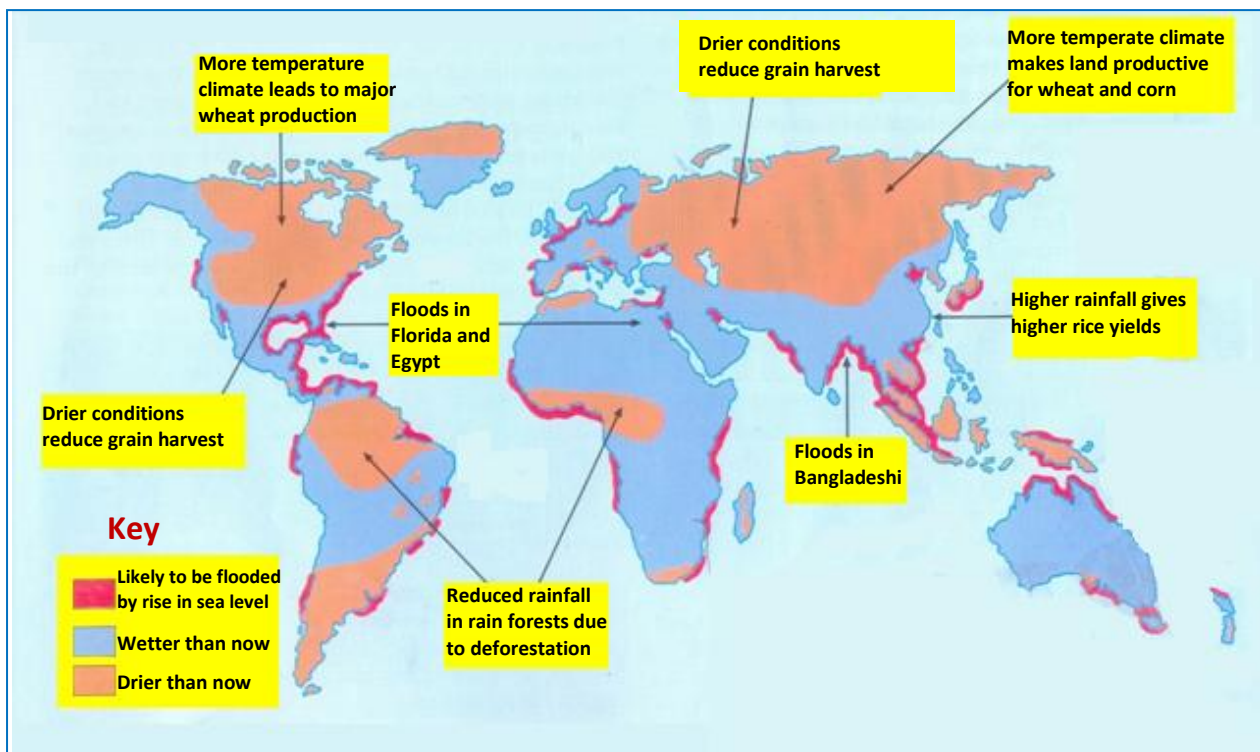 More temperature
climate leads to major
wheat production
Drier conditions
reduce grain harvest
More temperate climate
makes land productive
for wheat and corn
Floods in
Florida and
Egypt
Higher rainfall gives
higher rice yields
Drier conditions
reduce grain harvest
Floods in
Bangladeshi
Key
Likely to be flooded
by rise in sea level
Wetter than now
Drier than now
Reduced rainfall
in rain forests due
to deforestation